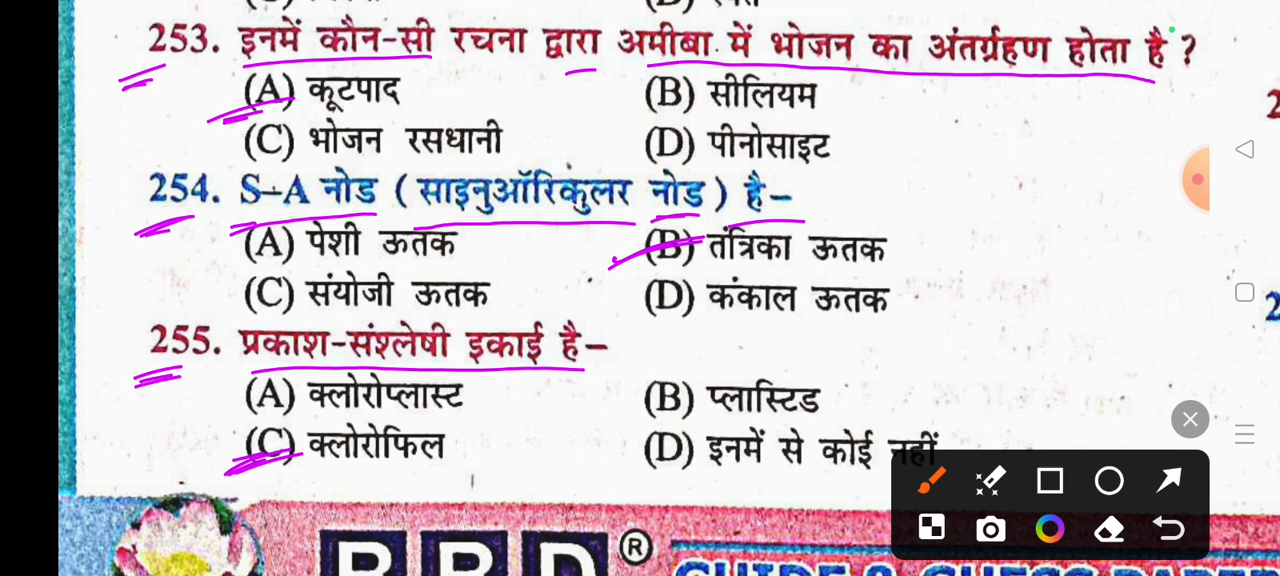 253. इनमें कौन-सी रचना द्वारा अमीबा में भोजन का अंतर्ग्रहण होता है ?
(A) कूटपाद (B) सीलियम
(C) भोजन रसधानी (D) पीनोसाइट
254. S-A नोड ( साइनुऑरिकुलर नोड ) है-
(A) पेशी ऊतक (B) तंत्रिका ऊतक
(C) संयोजी ऊतक (D) कंकाल ऊतक
255. प्रकाश-संश्लेषी इकाई है-
(A) क्लोरोप्लास्ट (B) प्लास्टिड
(C) क्लोरोफिल (D) इनमें से कोई नहीं
®